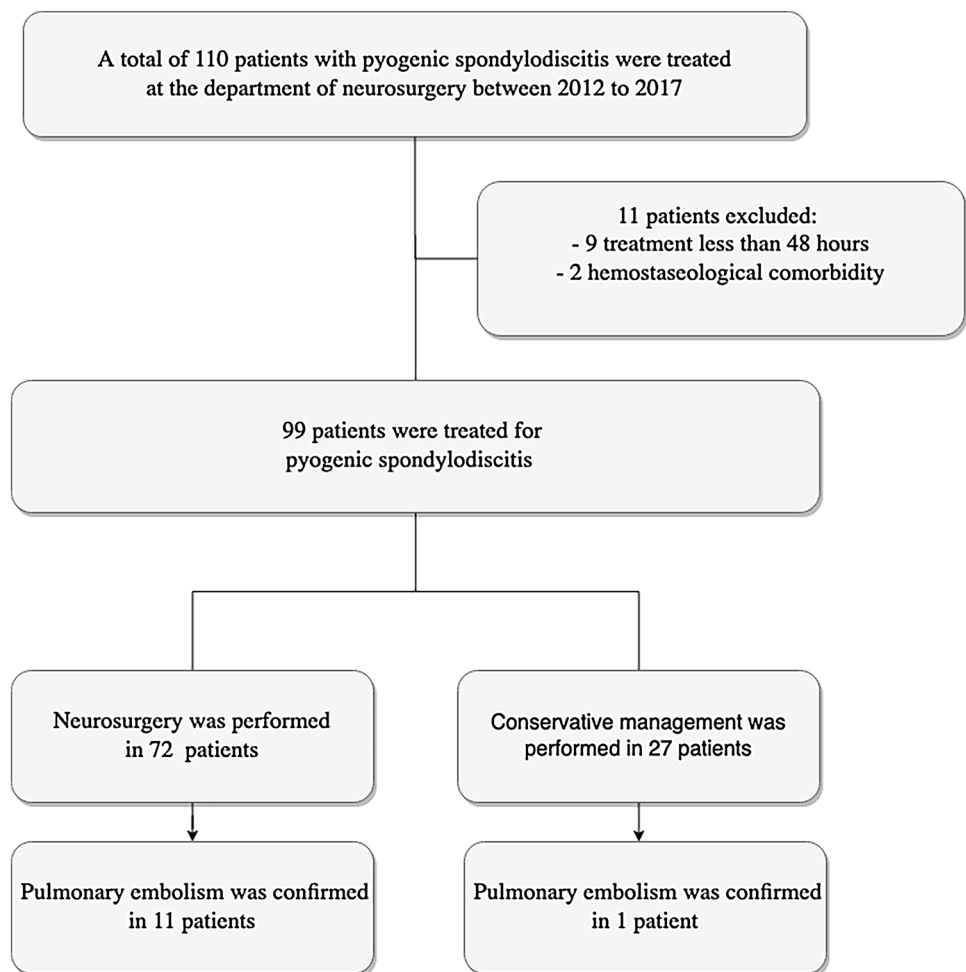 A total of 110 patients with pyogenic spondylodiscitis were treated
at the department of neurosurgery between 2012 to 2017
11 patients excluded:
- 9 treatment less than 48 hours
- 2 hemostaseological comorbidity
99 patients were treated for
pyogenic spondylodiscitis
Neurosurgery was performed
in 72 patients
Conservative management was
performed in 27 patients
Pulmonary embolism was confirmed
in 11 patients
Pulmonary embolism was confirmed
in 1 patient